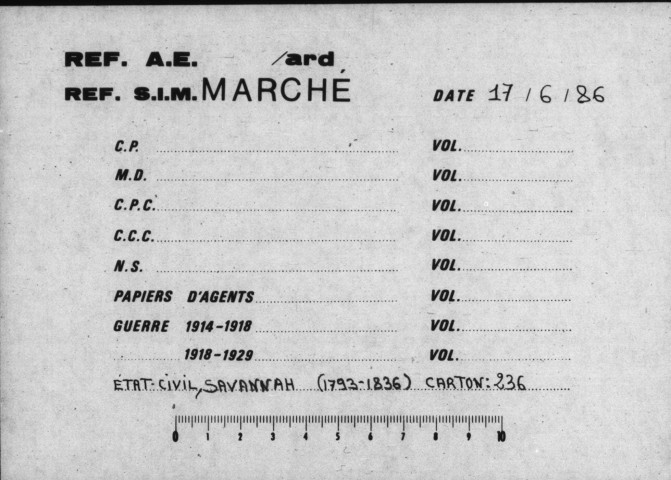 REF. A.E. /ard
REF. S.I.M. MARCHÉ DATE 17/6/86
C.P. VOL.
M.D. VOL.
C.P.C. VOL.
C.C.C. VOL.
N.S. VOL.
PAPIERS D'AGENTS VOL.
GUERRE 1914-1918 VOL.
1918-1929 VOL.
ÉTAT-CIVIL, SAVANNAH (1793-1836) CARTON: 236
0 1 2 3 4 5 6 7 8 9 10